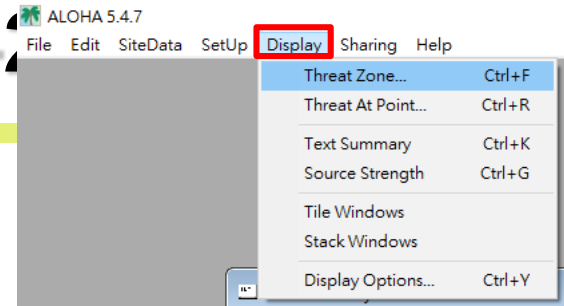 ALOHA 5.4.7
File Edit SiteData SetUp Display Sharing Help
Threat Zone... Ctrl+F
Threat At Point... Ctrl+R
Text Summary Ctrl+K
Source Strength Ctrl+G
Tile Windows
Stack Windows
Display Options... Ctrl+Y